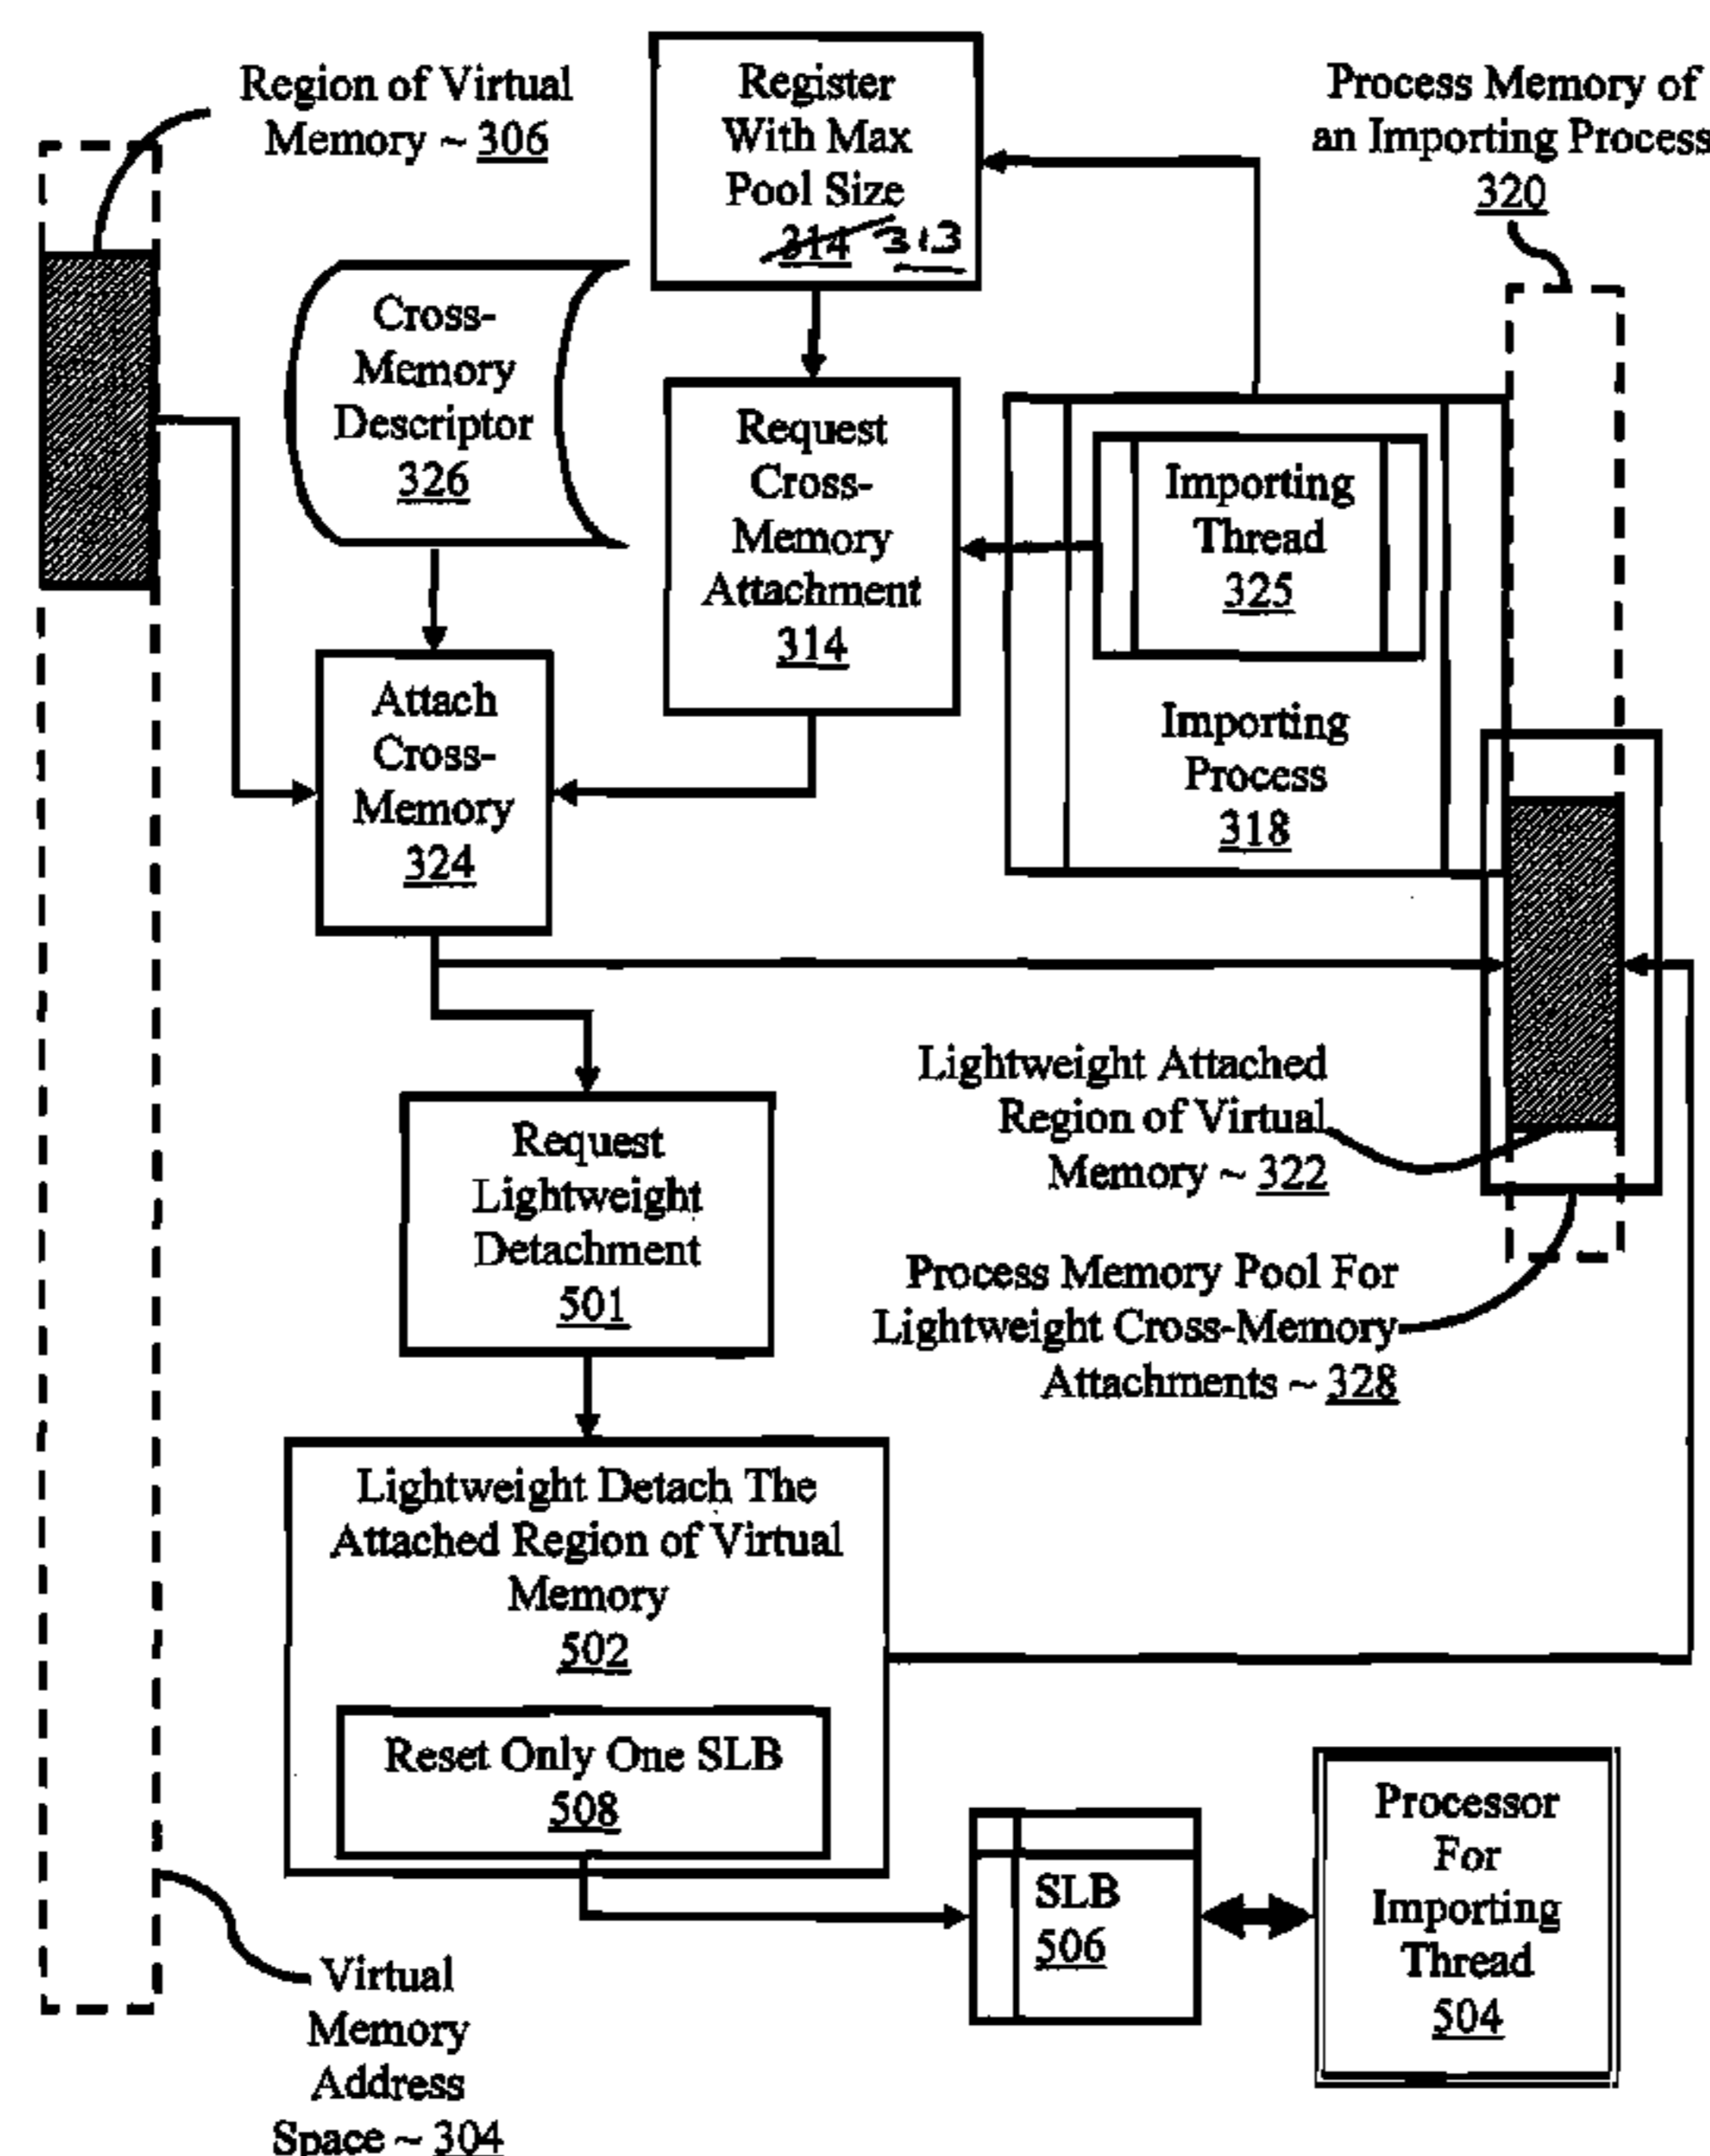 Region of Virtual
Memory ~ 306
Register
With Max
Pool Size
314 313
Process Memory of
an Importing Process
320
Cross-
Memory
Descriptor
326
Request
Cross-
Memory
Attachment
314
Importing
Thread
325
Importing
Process
318
Attach
Cross-
Memory
324
Lightweight Attached
Region of Virtual
Memory ~ 322
Request
Lightweight
Detachment
501
Process Memory Pool For
Lightweight Cross-Memory
Attachments ~ 328
Lightweight Detach The
Attached Region of Virtual
Memory
502
Reset Only One SLB
508
SLB
506
Processor
For
Importing
Thread
504
Virtual
Memory
Address
Space ~ 304